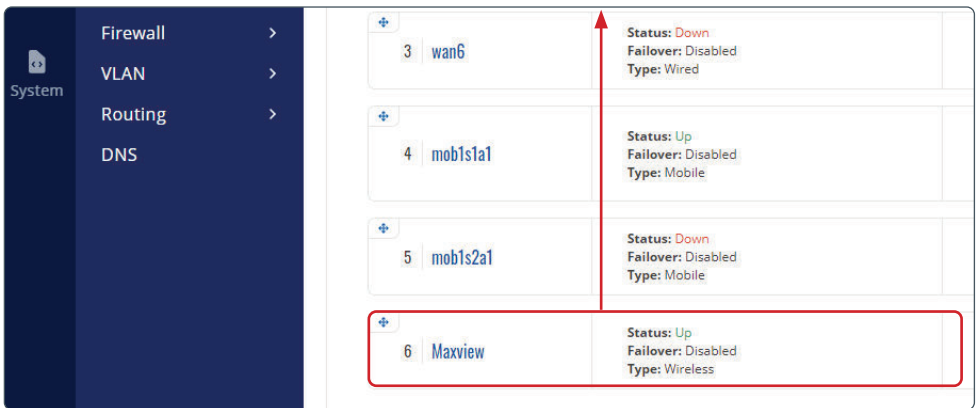 System
Firewall
VLAN
Routing
DNS
3 wan6
Status: Down
Failover: Disabled
Type: Wired
4 mob1s1a1
Status: Up
Failover: Disabled
Type: Mobile
5 mob1s2a1
Status: Down
Failover: Disabled
Type: Mobile
6 Maxview
Status: Up
Failover: Disabled
Type: Wireless